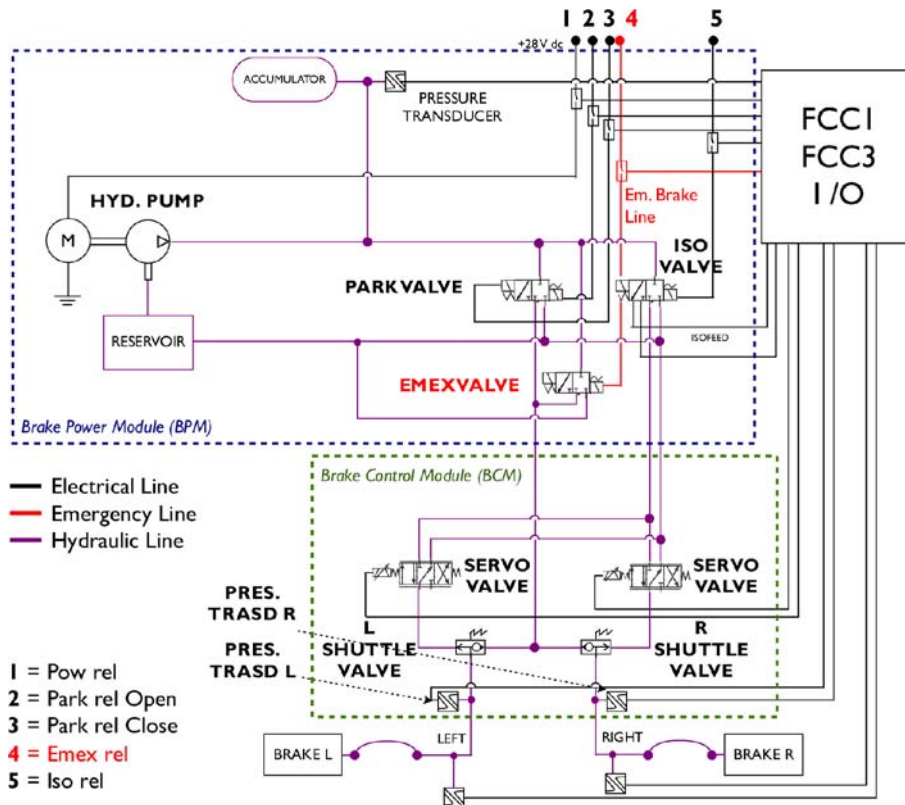 1 2 3 4 5
+28V dc
ACCUMULATOR
PRESSURE
TRANSDUCER
FCC1
FCC3
I/O
HYD. PUMP
M
Em. Brake
Line
ISO
VALVE
PARK VALVE
RESERVOIR
ISOFEED
EMEX VALVE
Brake Power Module (BPM)
Brake Control Module (BCM)
Electrical Line
Emergency Line
Hydraulic Line
SERVO
VALVE
SERVO
VALVE
PRES.
TRASD R
L
SHUTTLE
VALVE
R
SHUTTLE
VALVE
PRES.
TRASD L
1 = Pow rel
2 = Park rel Open
3 = Park rel Close
4 = Emex rel
5 = Iso rel
LEFT
RIGHT
BRAKE L
BRAKE R